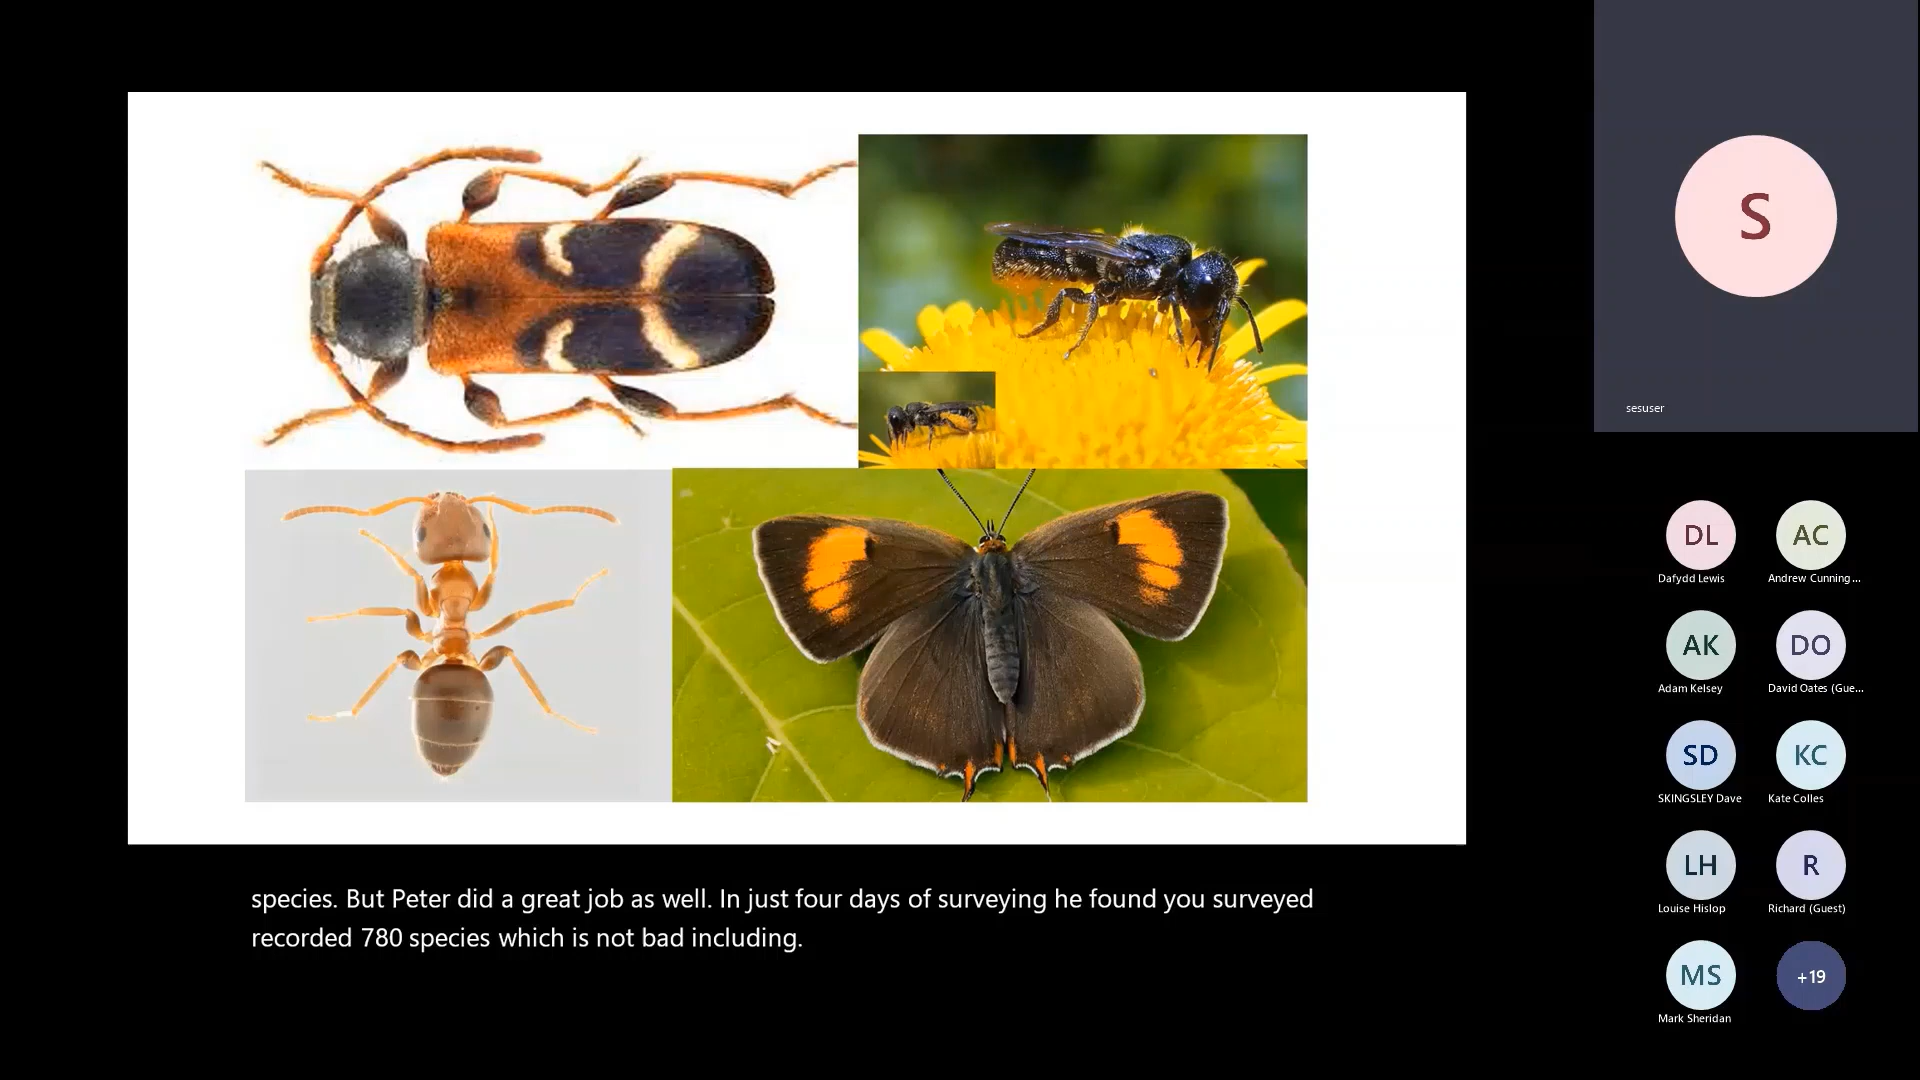 S
sesuser
DL
AC
Dafydd Lewis
Andrew Cunning...
AK
DO
Adam Kelsey
David Oates (Gue...
SD
KC
SKINGSLEY Dave
Kate Colles
LH
R
Louise Hislop
Richard (Guest)
MS
+19
Mark Sheridan
species. But Peter did a great job as well. In just four days of surveying he found you surveyed
recorded 780 species which is not bad including.